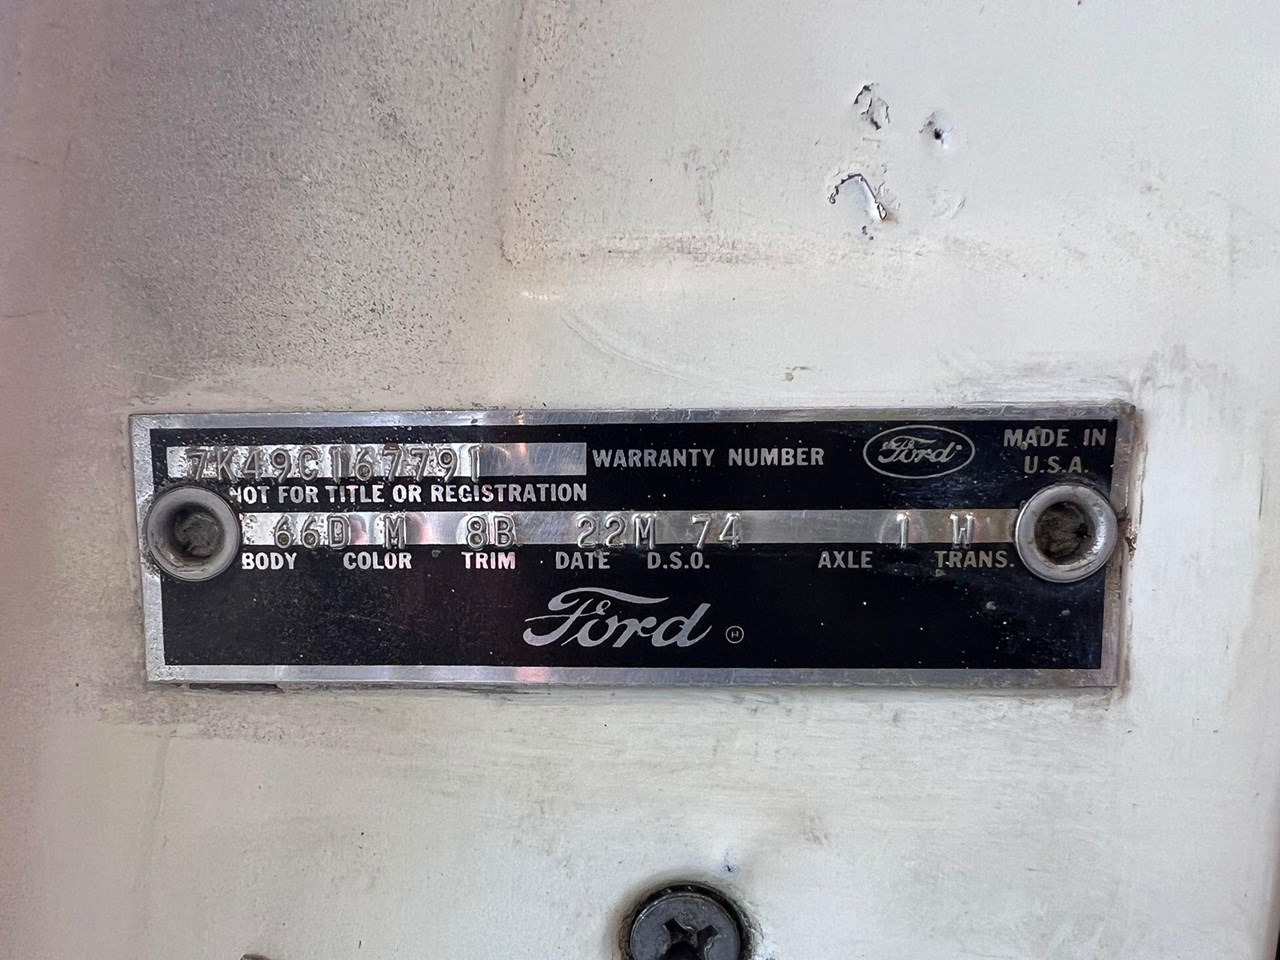 7K49C167791 WARRANTY NUMBER Ford MADE IN U.S.A.
NOT FOR TITLE OR REGISTRATION
66D M 8B 22M 74 1 W
BODY COLOR TRIM DATE D.S.O. AXLE TRANS.
Ford